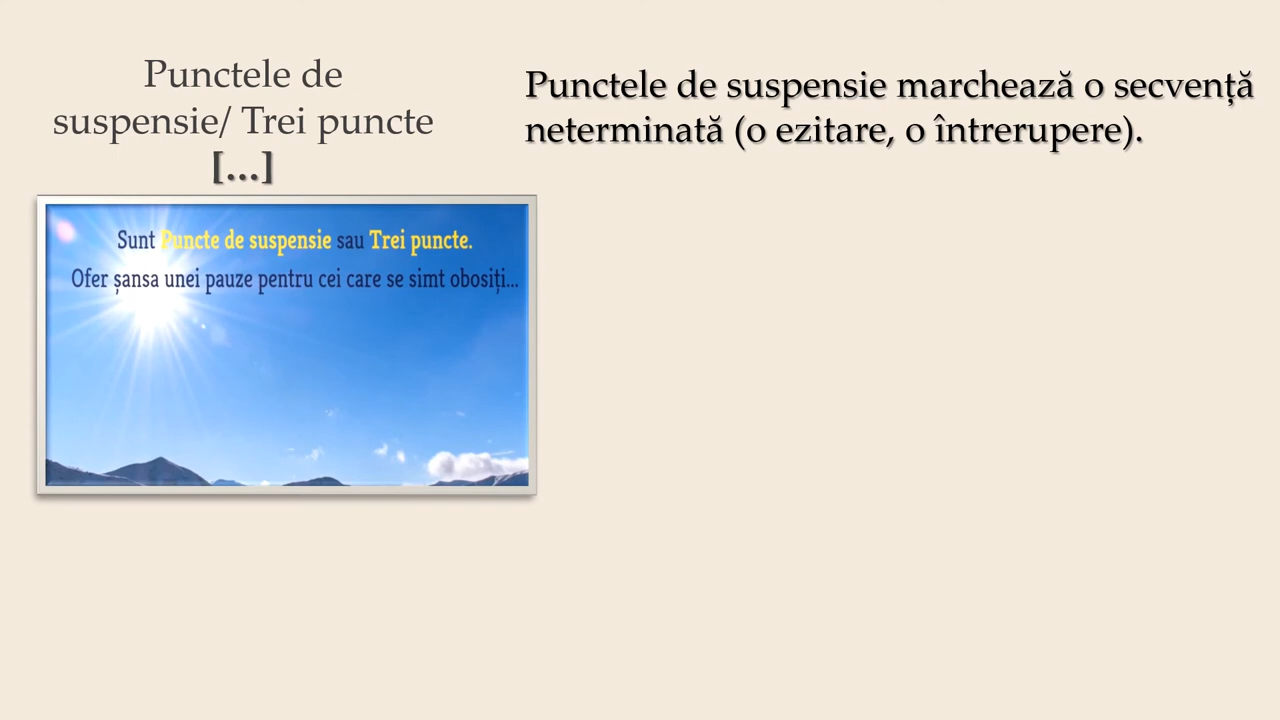 Punctele de
suspensie/ Trei puncte
[...]
Punctele de suspensie marchează o secvență
neterminată (o ezitare, o întrerupere).
Sunt Puncte de suspensie sau Trei puncte.
Ofer șansa unei pauze pentru cei care se simt obosiți...